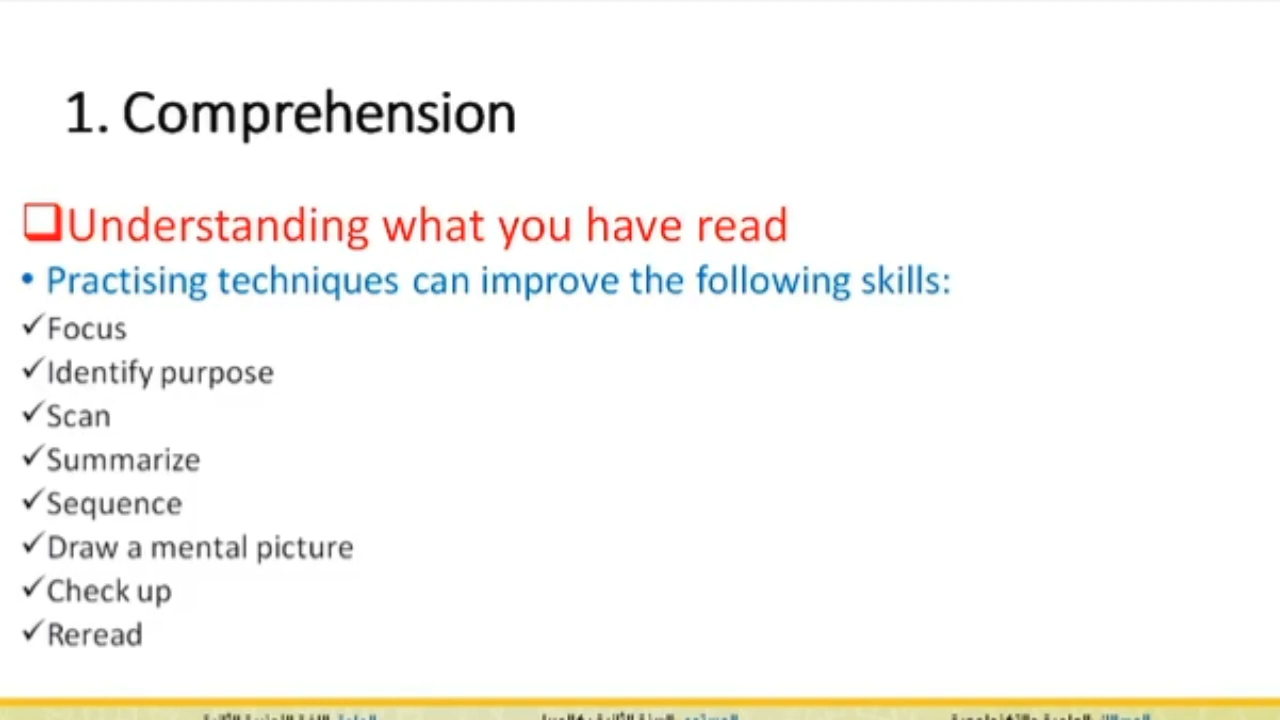 1. Comprehension
❑Understanding what you have read
• Practising techniques can improve the following skills:
✓Focus
✓Identify purpose
✓Scan
✓Summarize
✓Sequence
✓Draw a mental picture
✓Check up
✓Reread